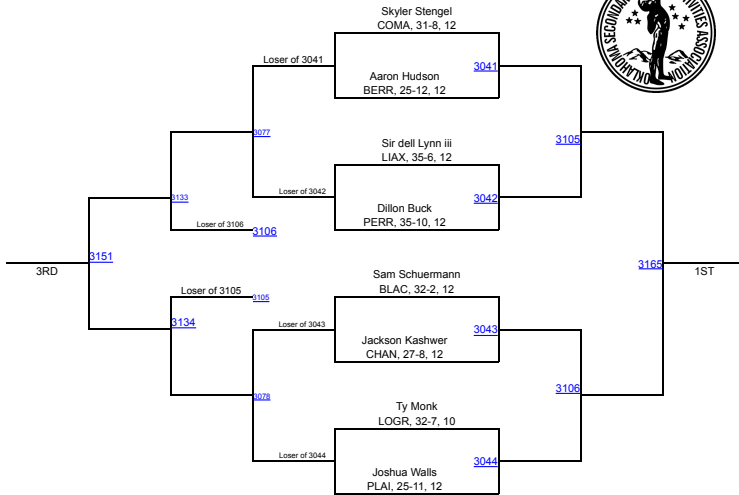 Skyler Stengel
COMA, 31-8, 12
Loser of 3041
3041
Aaron Hudson
BERR, 25-12, 12
3077
3105
Sir dell Lynn iii
LIAX, 35-6, 12
Loser of 3042
3042
3133
Dillon Buck
PERR, 35-10, 12
Loser of 3106
3106
3151
3RD
3165
1ST
Sam Schuermann
BLAC, 32-2, 12
Loser of 3105
3105
3134
Loser of 3043
3043
Jackson Kashwer
CHAN, 27-8, 12
3078
3106
Ty Monk
LOGR, 32-7, 10
Loser of 3044
3044
Joshua Walls
PLAI, 25-11, 12
OKLAHOMA SECONDAR
TIVITIES ASSOCIATION